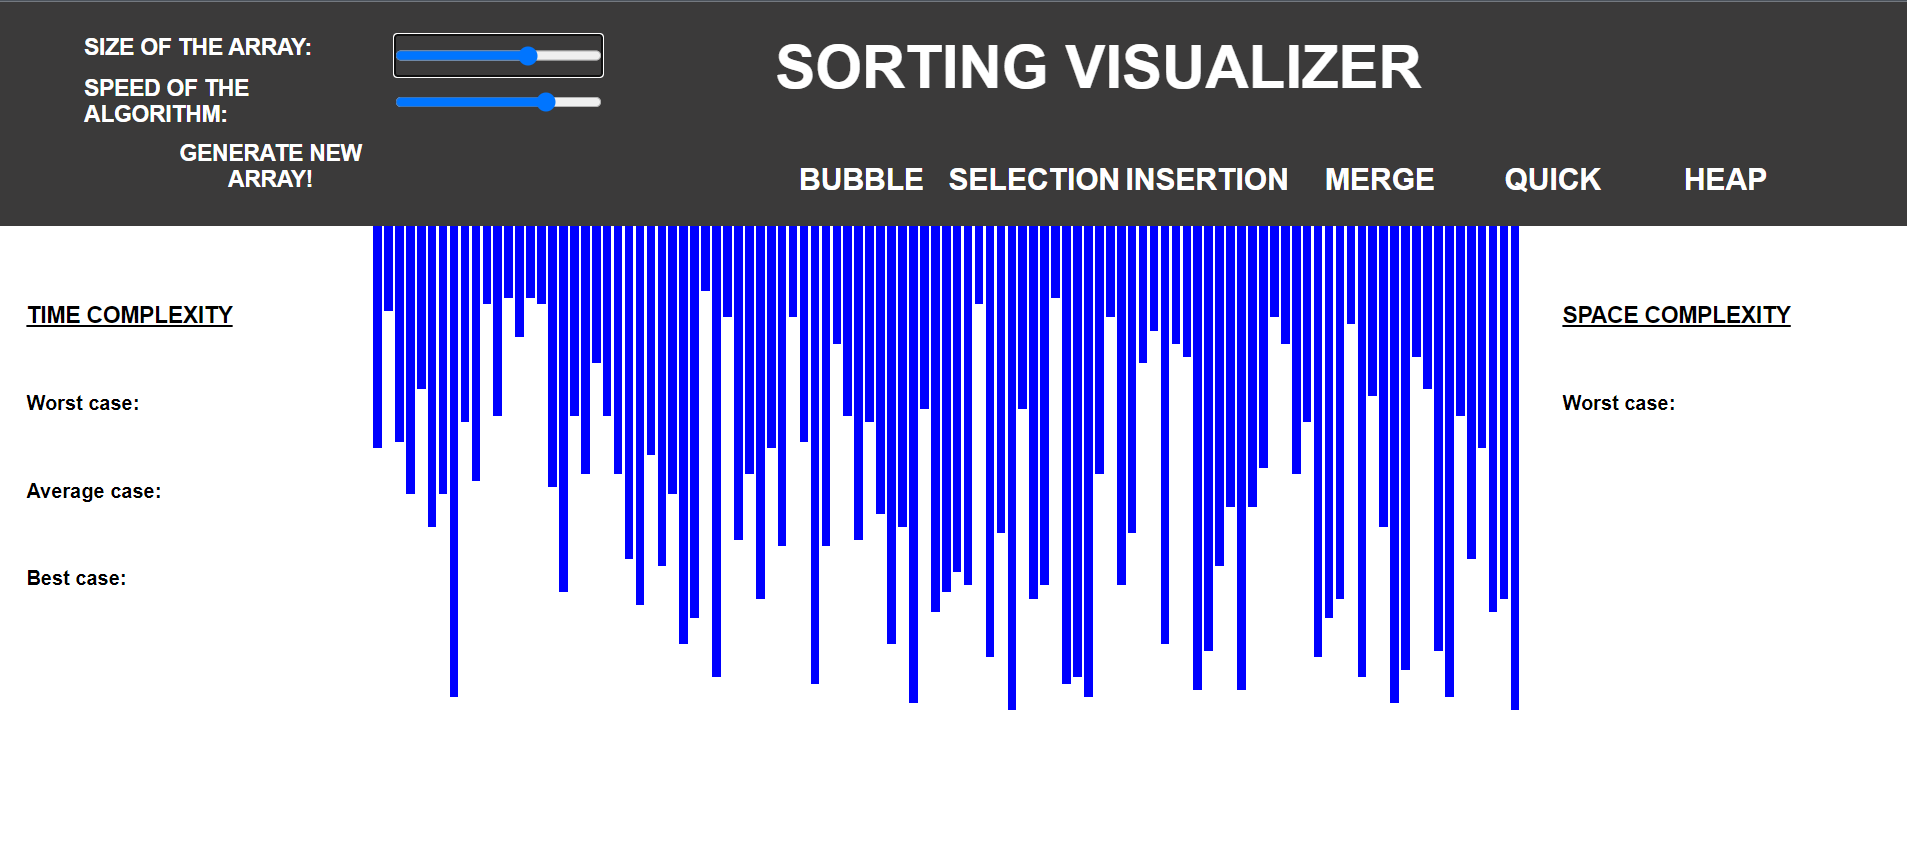 SIZE OF THE ARRAY:
SPEED OF THE
ALGORITHM:
GENERATE NEW
ARRAY!
SORTING VISUALIZER
BUBBLE SELECTION INSERTION MERGE QUICK HEAP
TIME COMPLEXITY
Worst case:
Average case:
Best case:
SPACE COMPLEXITY
Worst case: